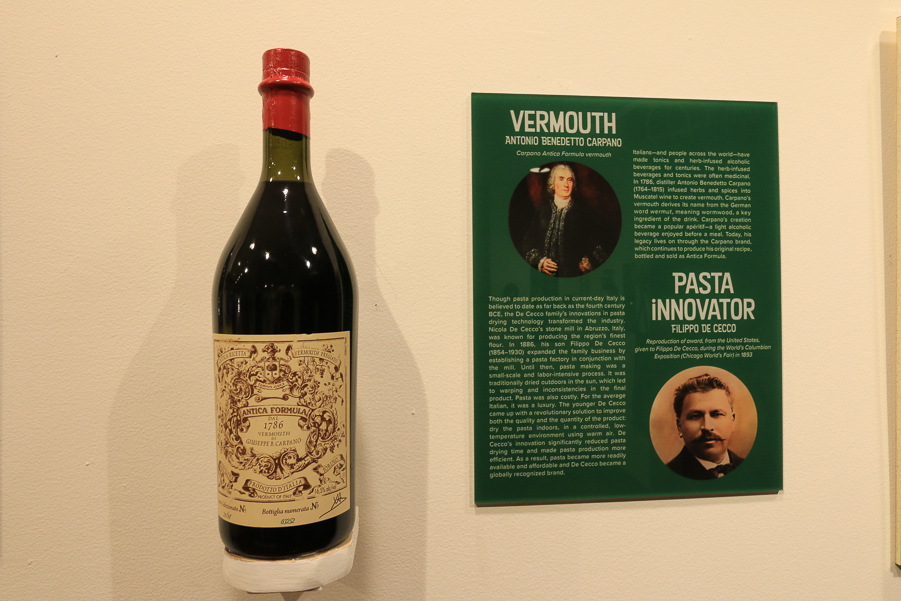 ANTICA FORMULA
DAL
1786
VERMOUTH
DI
GIUSEPPE B. CARPANO
PRODOTTO D'ITALIA
PRODUCT OF ITALY
Bottiglia numerata No
VERMOUTH
ANTONIO BENEDETTO CARPANO
Carpano Antica Formula vermouth
Italians—and people across the world—have
made tonics and herb-infused alcoholic
beverages for centuries. The herb-infused
beverages and tonics were often medicinal.
In 1786, distiller Antonio Benedetto Carpano
(1764–1815) infused herbs and spices into
Muscatel wine to create vermouth. Carpano's
vermouth derives its name from the German
word wermut, meaning wormwood, a key
ingredient of the drink. Carpano's creation
became a popular apéritif—a light alcoholic
beverage enjoyed before a meal. Today, his
legacy lives on through the Carpano brand,
which continues to produce his original recipe,
bottled and sold as Antica Formula.
PASTA
INNOVATOR
FILIPPO DE CECCO
Reproduction of award, from the United States,
given to Filippo De Cecco, during the World's Columbian
Exposition (Chicago World's Fair) in 1893
Though pasta production in current-day Italy is
believed to date as far back as the fourth century
BCE, the De Cecco family's innovations in pasta
drying technology transformed the industry.
Nicola De Cecco's stone mill in Abruzzo, Italy,
was known for producing the region's finest
flour. In 1886, his son Filippo De Cecco
(1854–1930) expanded the family business by
establishing a pasta factory in conjunction with
the mill. Until then, pasta making was a
small-scale and labor-intensive process. It was
traditionally dried outdoors in the sun, which led
to warping and inconsistencies in the final
product. Pasta was also costly. For the average
Italian, it was a luxury. The younger De Cecco
came up with a revolutionary solution to improve
both the quality and the quantity of the product:
dry the pasta indoors, in a controlled, low-
temperature environment using warm air. De
Cecco's innovation significantly reduced pasta
drying time and made pasta production more
efficient. As a result, pasta became more readily
available and affordable and De Cecco became a
globally recognized brand.